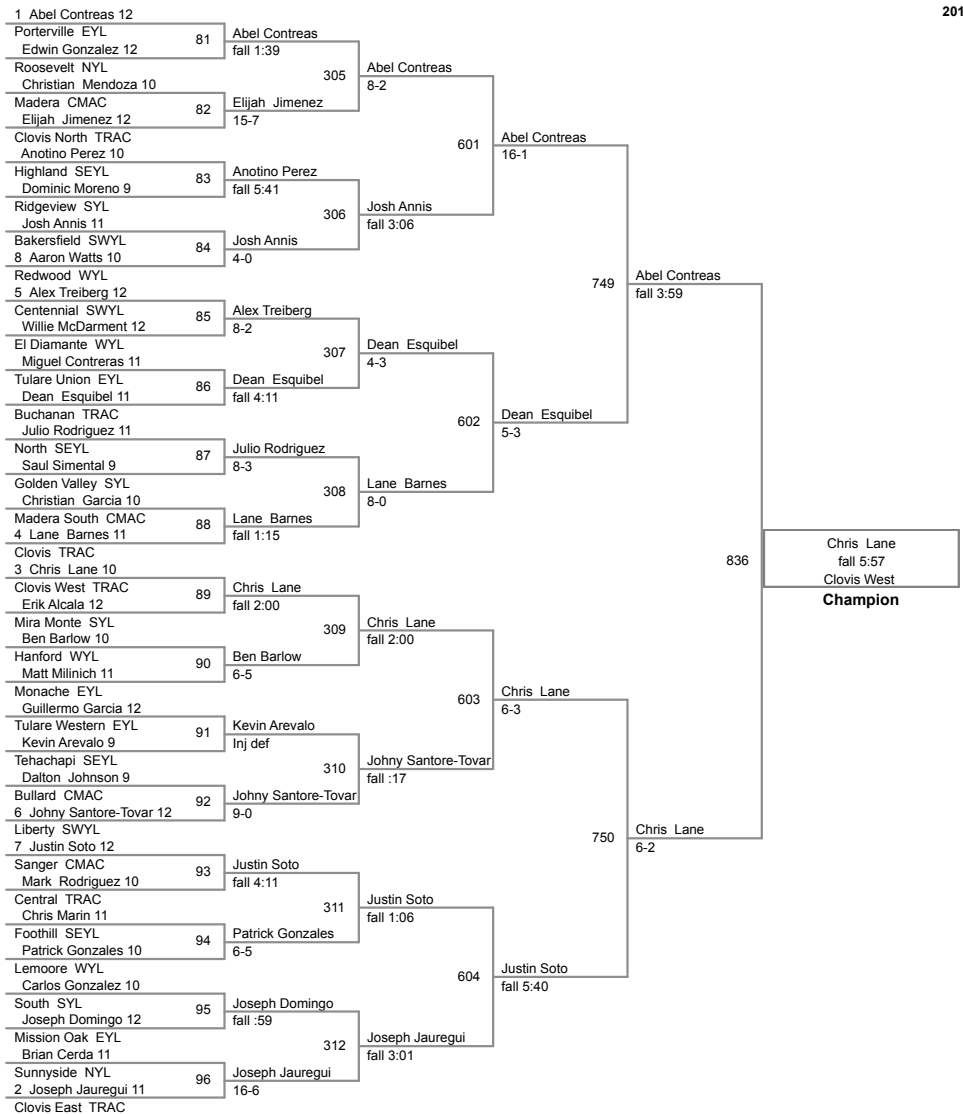 201
1 Abel Contreas 12
Porterville EYL
Edwin Gonzalez 12
Roosevelt NYL
Christian Mendoza 10
Madera CMAC
Elijah Jimenez 12
Clovis North TRAC
Anotino Perez 10
Highland SEYL
Dominic Moreno 9
Ridgeview SYL
Josh Annis 11
Bakersfield SWYL
8 Aaron Watts 10
Redwood WYL
5 Alex Treiberg 12
Centennial SWYL
Willie McDarment 12
El Diamante WYL
Miguel Contreras 11
Tulare Union EYL
Dean Esquibel 11
Buchanan TRAC
Julio Rodriguez 11
North SEYL
Saul Simental 9
Golden Valley SYL
Christian Garcia 10
Madera South CMAC
4 Lane Barnes 11
Clovis TRAC
3 Chris Lane 10
Clovis West TRAC
Erik Alcala 12
Mira Monte SYL
Ben Barlow 10
Hanford WYL
Matt Milinich 11
Monache EYL
Guillermo Garcia 12
Tulare Western EYL
Kevin Arevalo 9
Tehachapi SEYL
Dalton Johnson 9
Bullard CMAC
6 Johny Santore-Tovar 12
Liberty SWYL
7 Justin Soto 12
Sanger CMAC
Mark Rodriguez 10
Central TRAC
Chris Marin 11
Foothill SEYL
Patrick Gonzales 10
Lemoore WYL
Carlos Gonzalez 10
South SYL
Joseph Domingo 12
Mission Oak EYL
Brian Cerda 11
Sunnyside NYL
2 Joseph Jauregui 11
Clovis East TRAC
81
82
83
84
85
86
87
88
89
90
91
92
93
94
95
96
Abel Contreas
fall 1:39
Elijah Jimenez
15-7
Anotino Perez
fall 5:41
Josh Annis
4-0
Alex Treiberg
8-2
Dean Esquibel
fall 4:11
Julio Rodriguez
8-3
Lane Barnes
fall 1:15
Chris Lane
fall 2:00
Ben Barlow
6-5
Kevin Arevalo
Inj def
Johny Santore-Tovar
9-0
Justin Soto
fall 4:11
Patrick Gonzales
6-5
Joseph Domingo
fall :59
Joseph Jauregui
16-6
305
306
307
308
309
310
311
312
Abel Contreas
8-2
Josh Annis
fall 3:06
Dean Esquibel
4-3
Lane Barnes
8-0
Chris Lane
fall 2:00
Johny Santore-Tovar
fall :17
Justin Soto
fall 1:06
Joseph Jauregui
fall 3:01
601
602
603
604
Abel Contreas
16-1
Dean Esquibel
5-3
Chris Lane
6-3
Justin Soto
fall 5:40
749
750
Abel Contreas
fall 3:59
Chris Lane
6-2
836
Chris Lane
fall 5:57
Clovis West
Champion